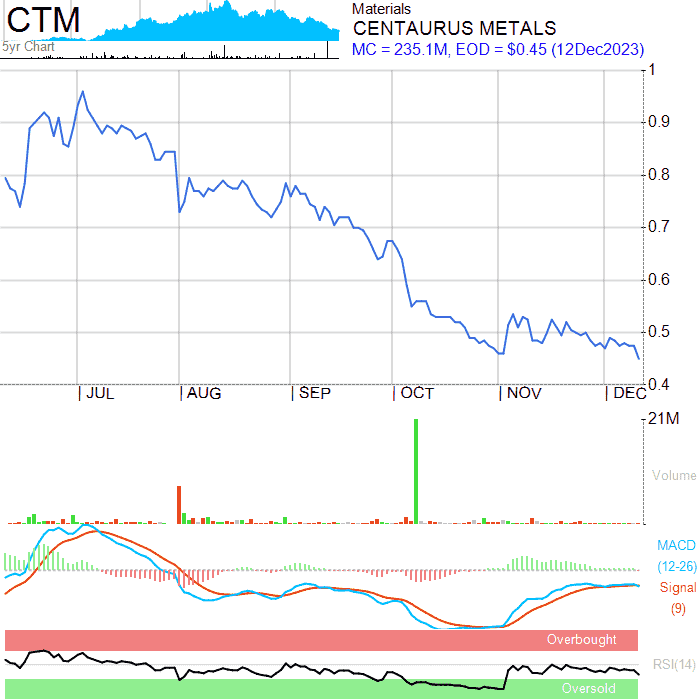 CTM
5yr Chart
Materials
CENTAURUS METALS
MC = 235.1M, EOD = $0.45 (12Dec2023)
1
0.9
0.8
0.7
0.6
0.5
0.4
JUL AUG SEP OCT NOV DEC
21M
Volume
MACD
(12-26)
Signal
(9)
Overbought
RSI(14)
Oversold